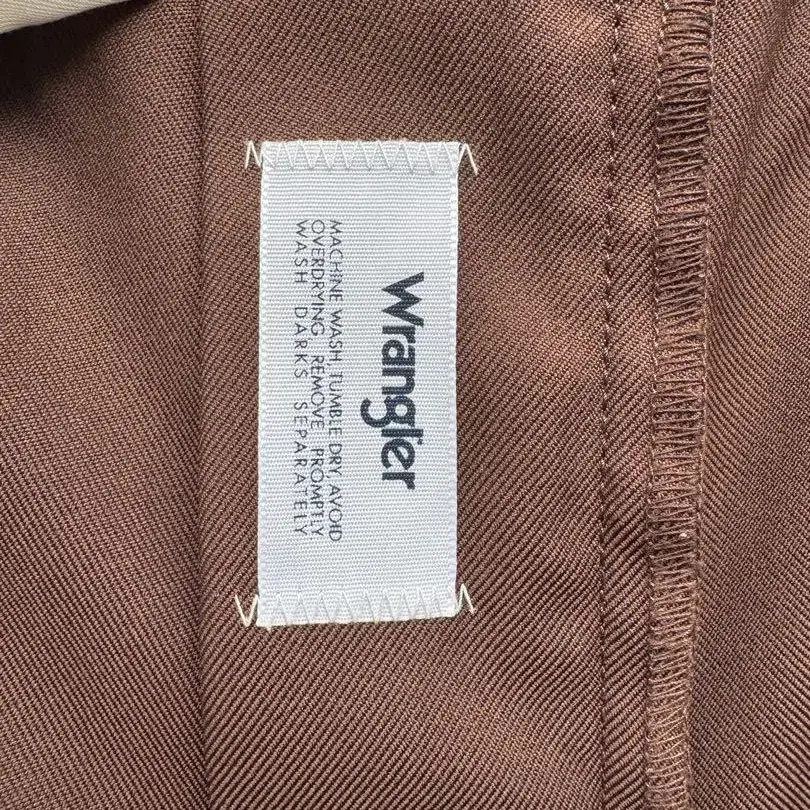 Wrangler
MACHINE WASH, TUMBLE DRY, AVOID
OVERDRYING, REMOVE PROMPTLY
WASH DARKS SEPARATELY